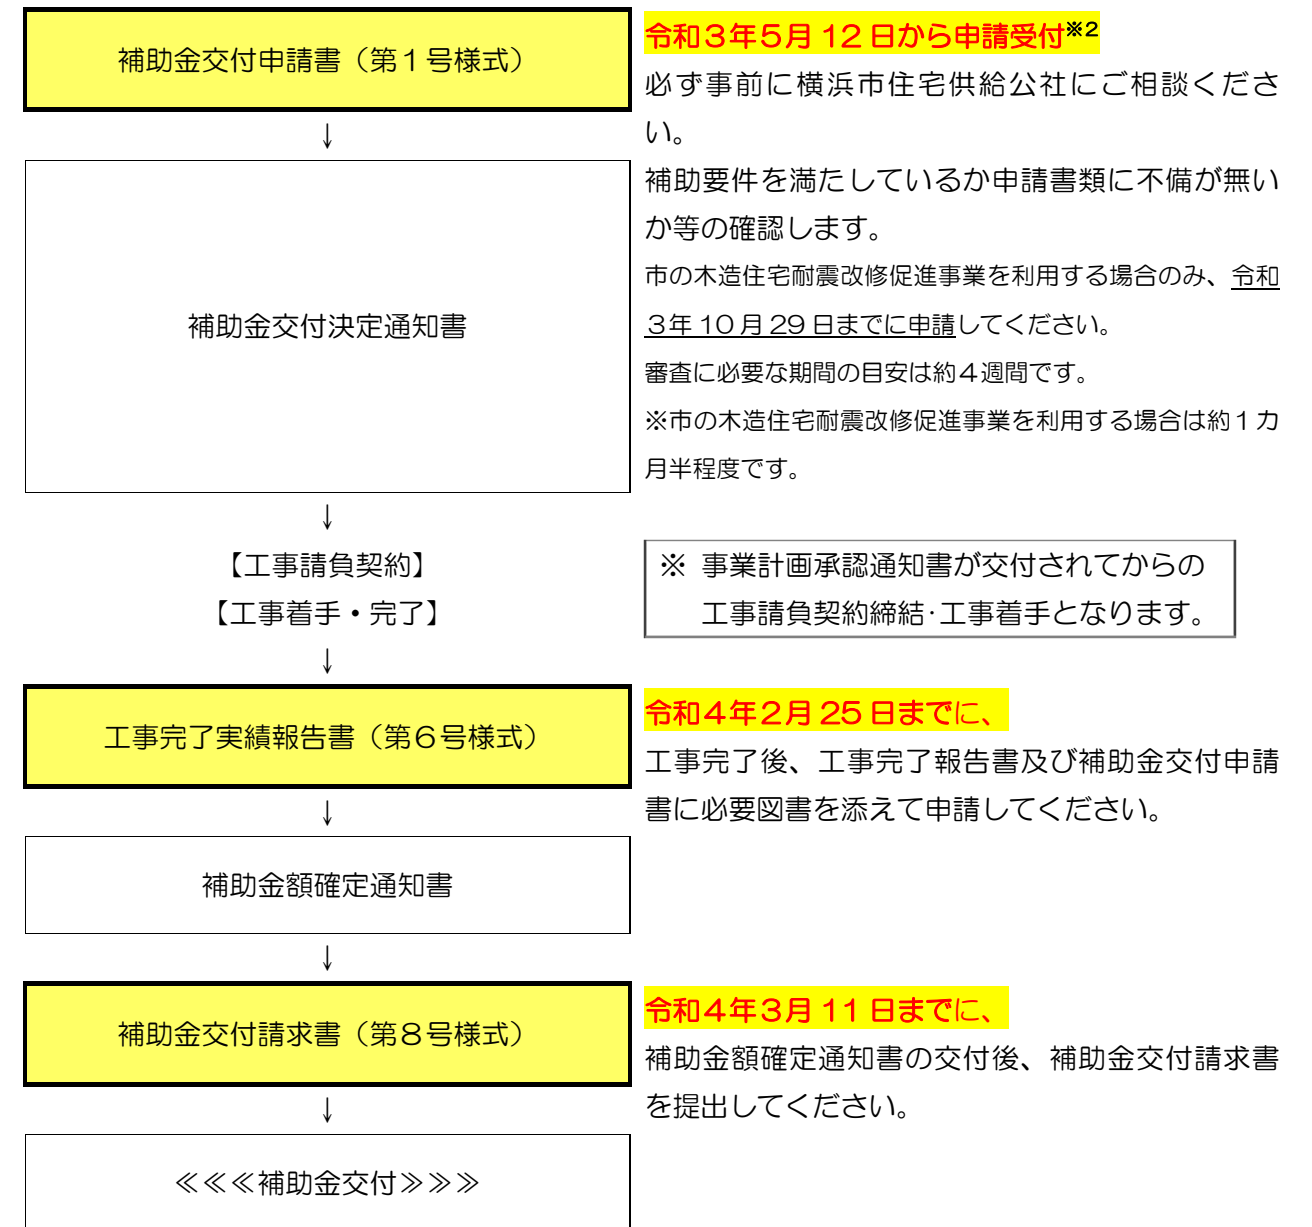 補助金交付申請書（第１号様式）
令和３年５月 12 日から申請受付※2
必ず事前に横浜市住宅供給公社にご相談くださ
い。
↓
補助金交付決定通知書
補助要件を満たしているか申請書類に不備が無い
か等の確認します。
市の木造住宅耐震改修促進事業を利用する場合のみ、令和
３年 10 月 29 日までに申請してください。
審査に必要な期間の目安は約４週間です。
※市の木造住宅耐震改修促進事業を利用する場合は約１カ
月半程度です。
↓
【工事請負契約】
【工事着手・完了】
※ 事業計画承認通知書が交付されてからの
工事請負契約締結･工事着手となります。
↓
工事完了実績報告書（第６号様式）
令和４年２月 25 日までに、
工事完了後、工事完了報告書及び補助金交付申請
書に必要図書を添えて申請してください。
↓
補助金額確定通知書
↓
補助金交付請求書（第８号様式）
令和４年３月 11 日までに、
補助金額確定通知書の交付後、補助金交付請求書
を提出してください。
↓
≪≪≪補助金交付≫≫≫